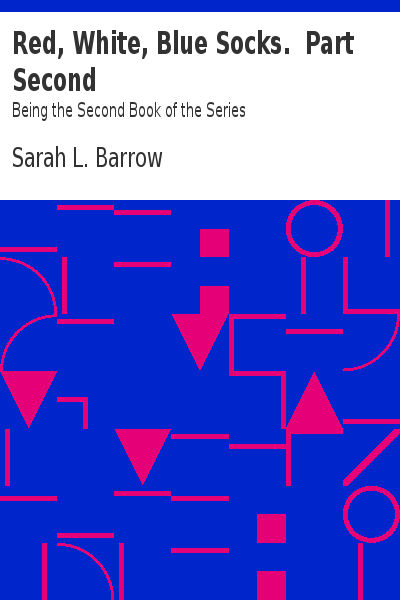 Red, White, Blue Socks.  Part
Second
Being the Second Book of the Series
Sarah L. Barrow